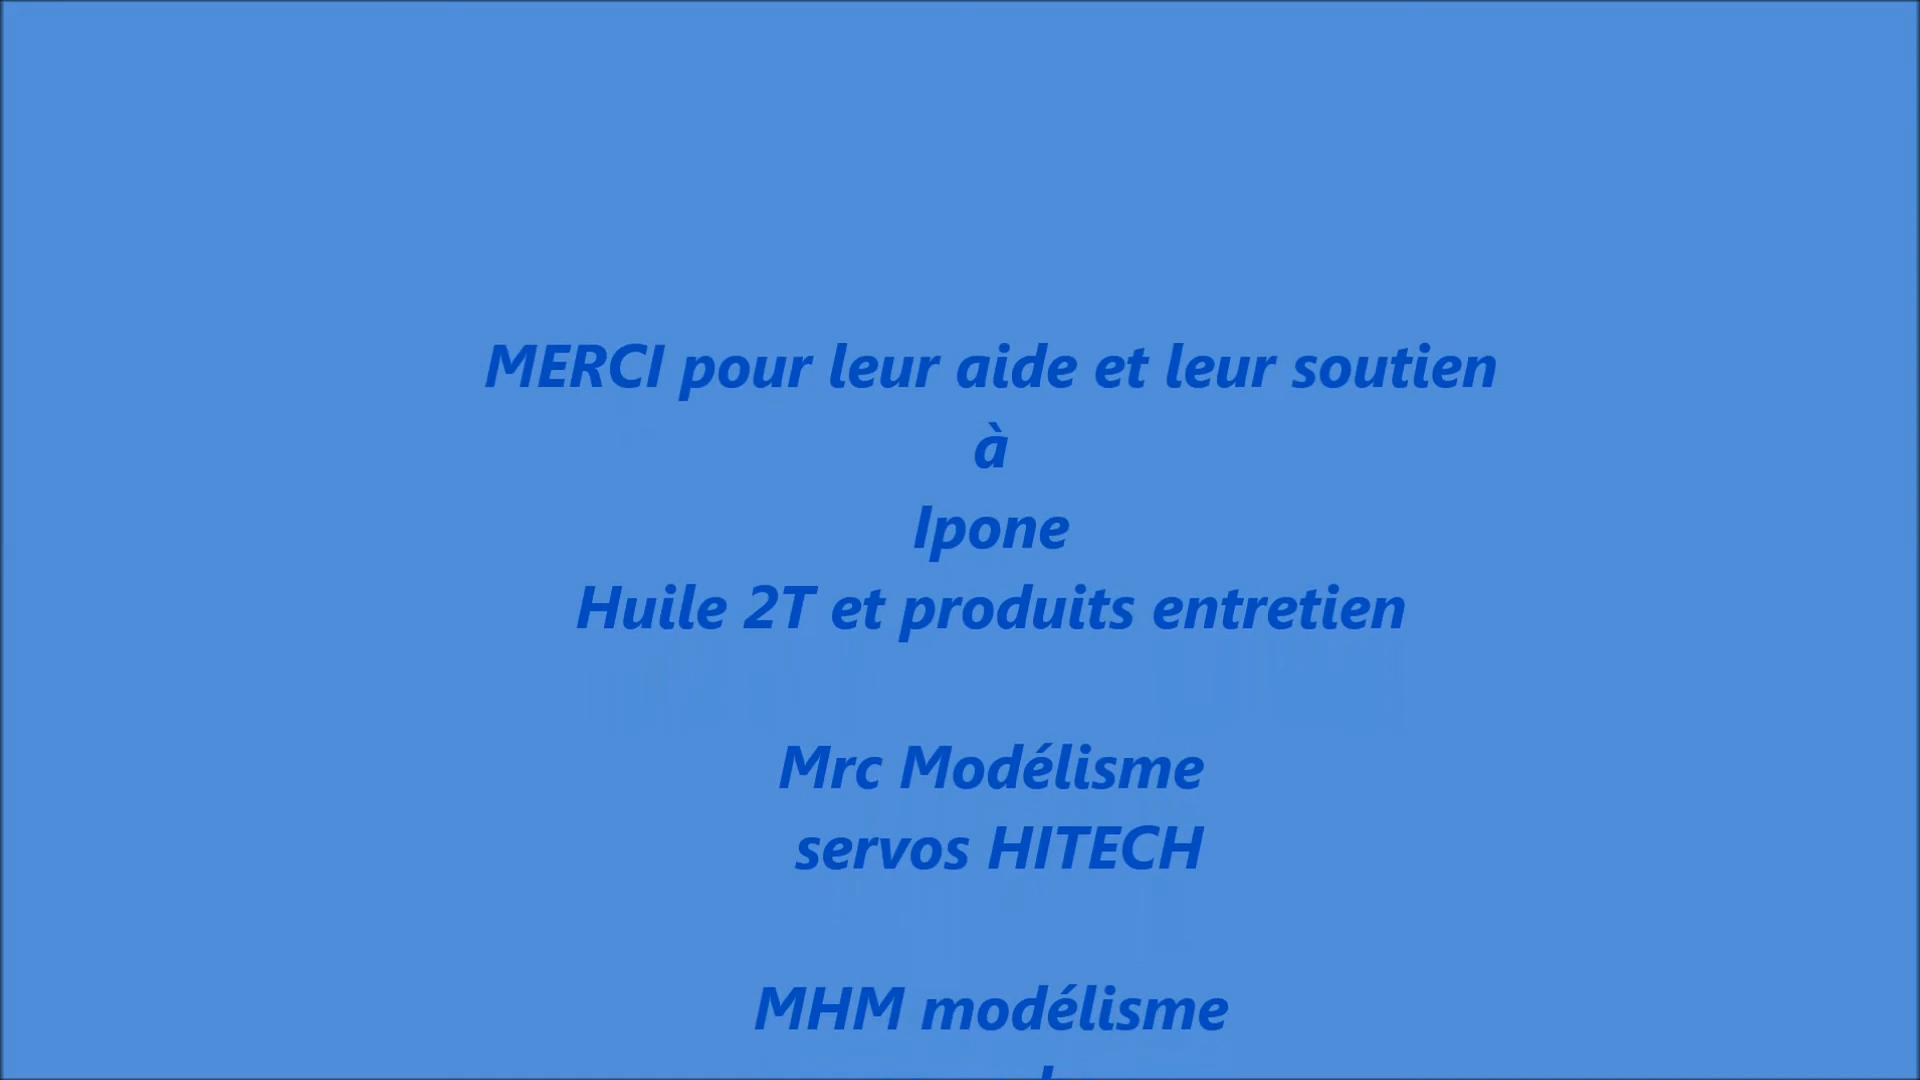 MERCI pour leur aide et leur soutien
à
Ipone
Huile 2T et produits entretien
Mrc Modélisme
servos HITECH
MHM modélisme